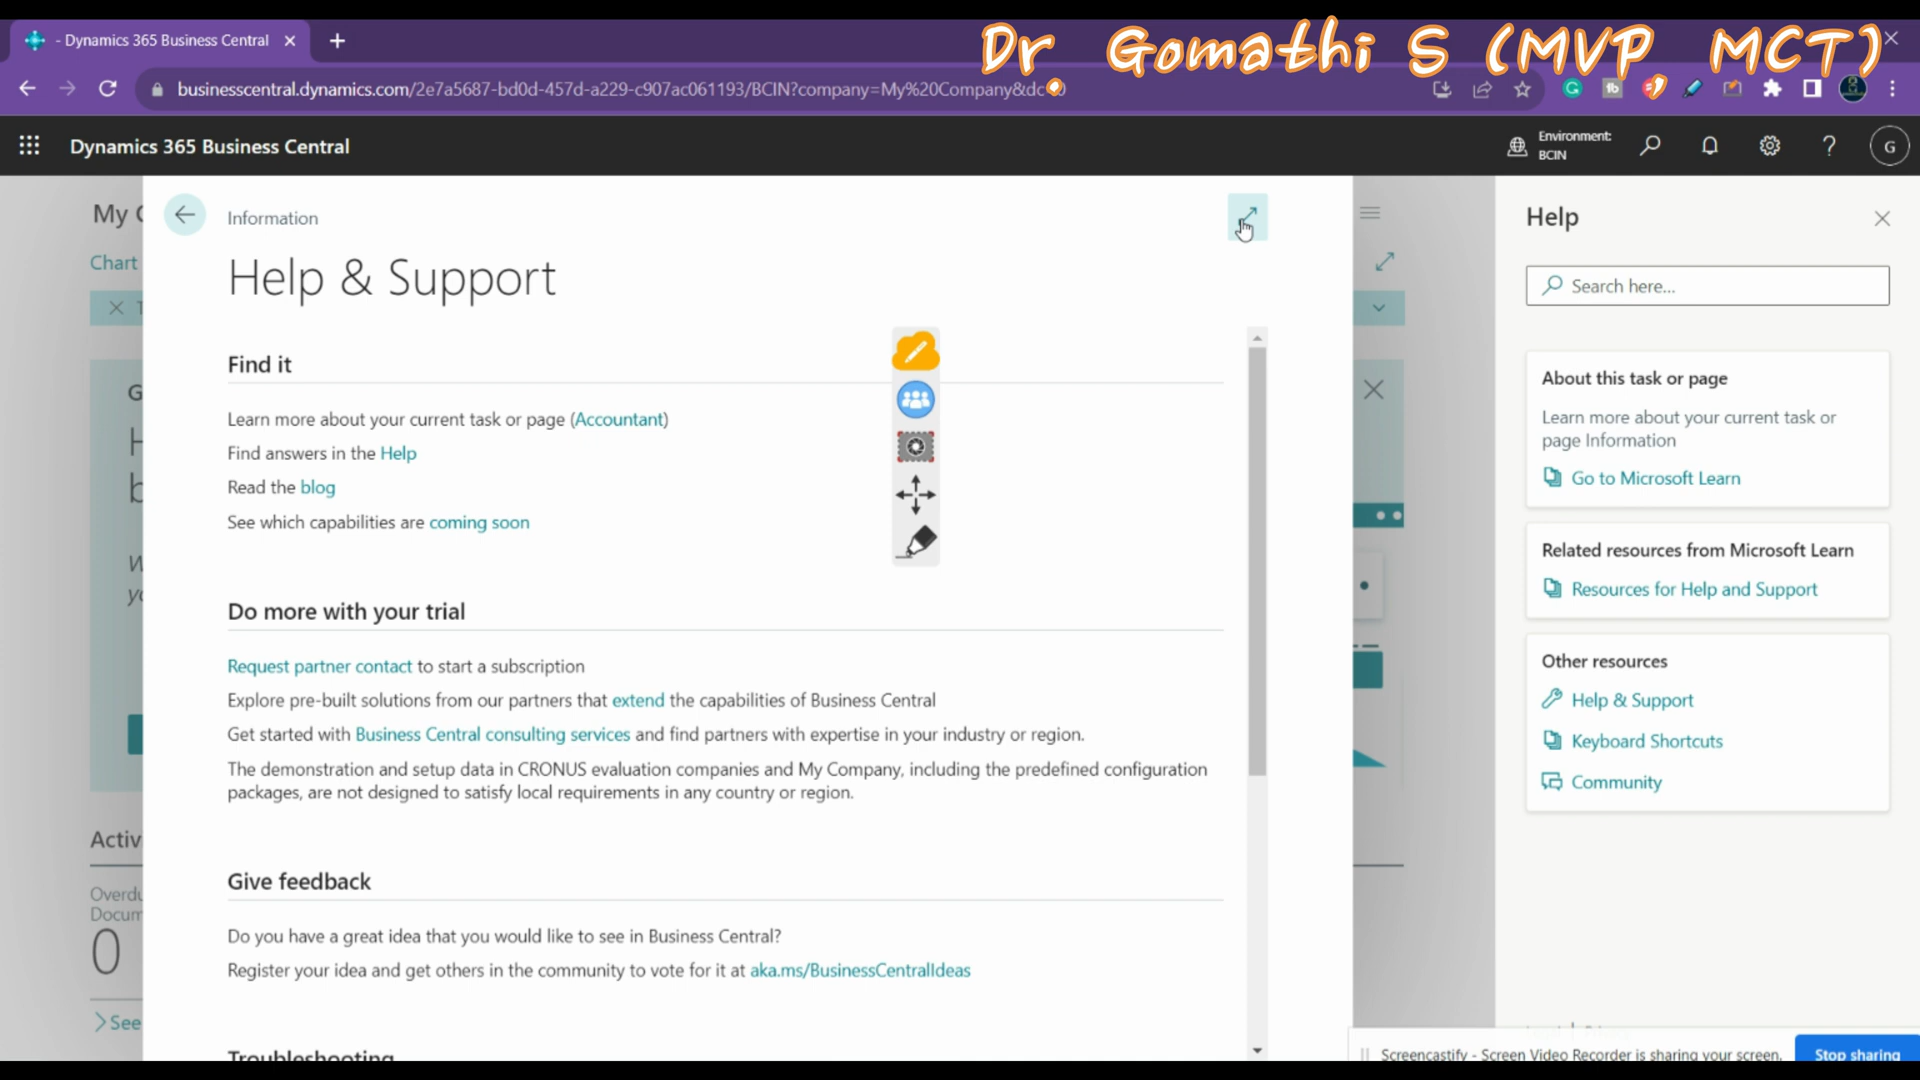 Dr. Gomathi S (MVP, MCT)
- Dynamics 365 Business Central
businesscentral.dynamics.com/2e7a5687-bd0d-457d-a229-c907ac061193/BCIN?company=My%20Company&dc
Dynamics 365 Business Central
Environment:
BCIN
G
My
Information
Help & Support
Help
Search here...
Chart
Find it
Learn more about your current task or page (Accountant)
Find answers in the Help
Read the blog
See which capabilities are coming soon
Do more with your trial
Request partner contact to start a subscription
Explore pre-built solutions from our partners that extend the capabilities of Business Central
Get started with Business Central consulting services and find partners with expertise in your industry or region.
The demonstration and setup data in CRONUS evaluation companies and My Company, including the predefined configuration
packages, are not designed to satisfy local requirements in any country or region.
Give feedback
Do you have a great idea that you would like to see in Business Central?
Register your idea and get others in the community to vote for it at aka.ms/BusinessCentralIdeas
Troubleshooting
About this task or page
Learn more about your current task or
page Information
Go to Microsoft Learn
Related resources from Microsoft Learn
Resources for Help and Support
Other resources
Help & Support
Keyboard Shortcuts
Community
Activ
Overdu
Docum
0
See
Screencastify - Screen Video Recorder is sharing your screen.
Stop sharing